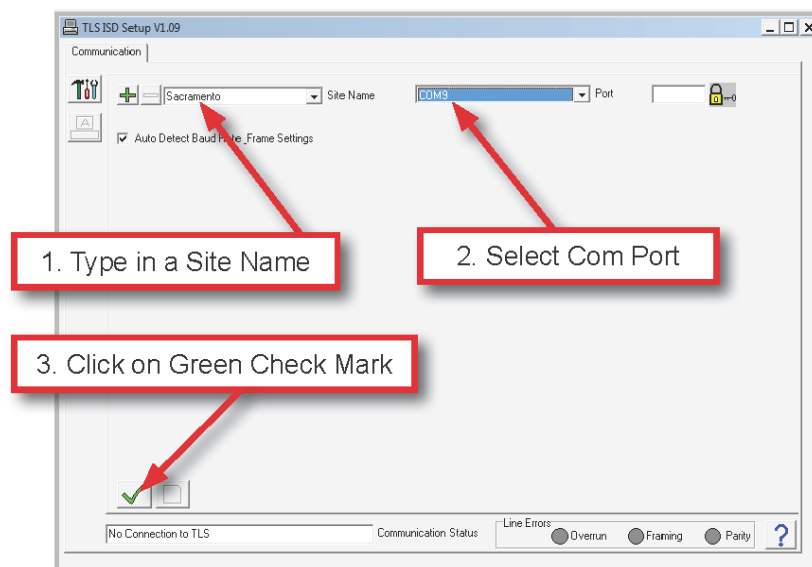 TLS ISD Setup V1.09
Communication
Sacramento
Site Name
COM9
Port
Auto Detect Baud Rate_Frame Settings
1. Type in a Site Name
2. Select Com Port
3. Click on Green Check Mark
No Connection to TLS
Communication Status
Line Errors
Overrun
Framing
Parity
?